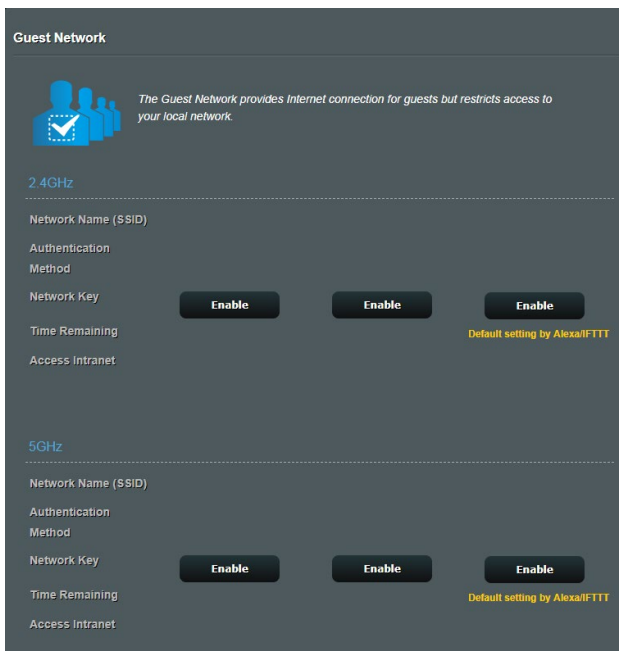 Guest Network
The Guest Network provides Internet connection for guests but restricts access to
your local network.
2.4GHz
Network Name (SSID)
Authentication
Method
Network Key
Enable Enable Enable
Time Remaining
Default setting by Alexa/IFTTT
Access Intranet
5GHz
Network Name (SSID)
Authentication
Method
Network Key
Enable Enable Enable
Time Remaining
Default setting by Alexa/IFTTT
Access Intranet